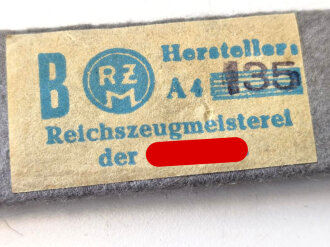 B RZM Hersteller:
A4 135
Reichszeugmeisterei
der